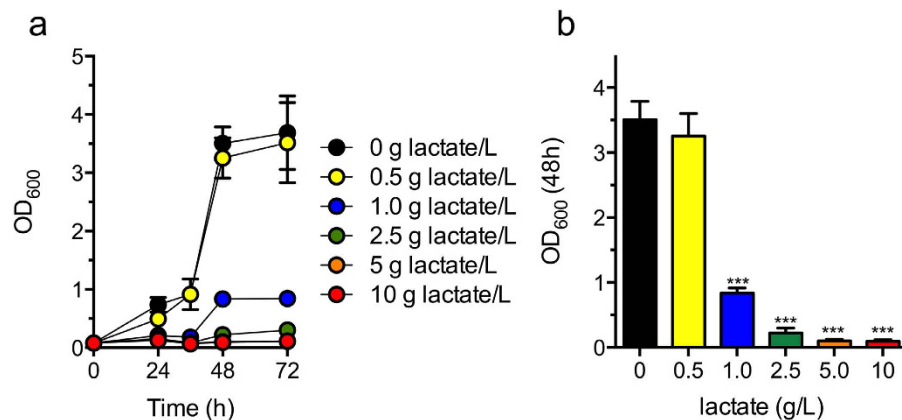 a
OD600
5
4
3
2
1
0
0 24 48 72
Time (h)
0 g lactate/L
0.5 g lactate/L
1.0 g lactate/L
2.5 g lactate/L
5 g lactate/L
10 g lactate/L
b
OD600 (48h)
4
3
2
1
0
***
***
***
***
0 0.5 1.0 2.5 5.0 10
lactate (g/L)